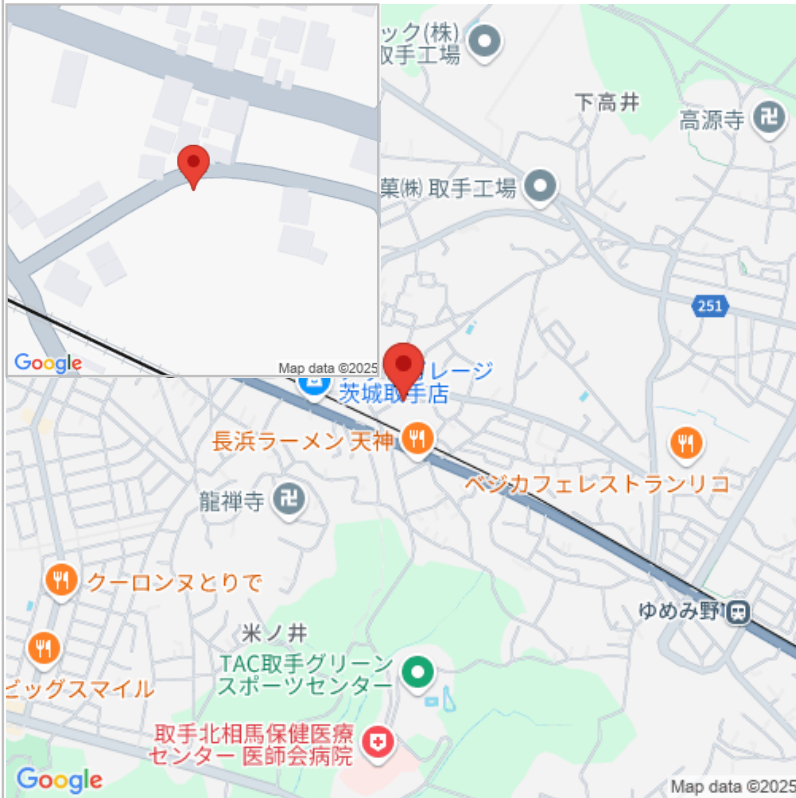 ック(株)
取手工場
下高井
高源寺
菓(株) 取手工場
251
Google
Map data ©2025
レージ
茨城取手店
長浜ラーメン 天神
ベジカフェレストランリコ
龍禅寺
クーロンヌとりで
ゆめみ野
米ノ井
TAC取手グリーン
スポーツセンター
ビッグスマイル
取手北相馬保健医療
センター 医師会病院
Google
Map data ©2025